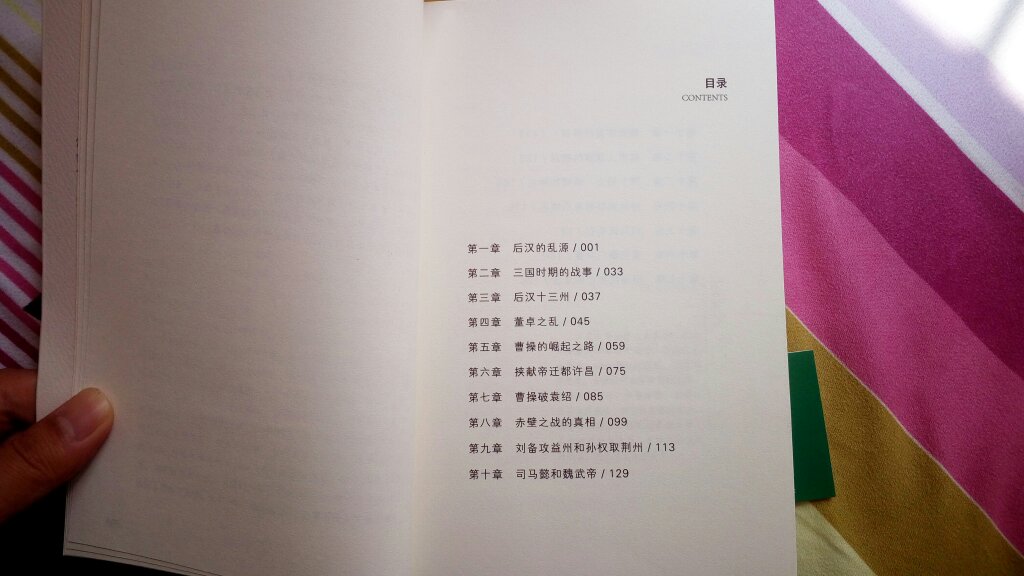 目录
CONTENTS
第一章 后汉的乱源 / 001
第二章 三国时期的战事 / 033
第三章 后汉十三州 / 037
第四章 董卓之乱 / 045
第五章 曹操的崛起之路 / 059
第六章 挟献帝迁都许昌 / 075
第七章 曹操破袁绍 / 085
第八章 赤壁之战的真相 / 099
第九章 刘备攻益州和孙权取荆州 / 113
第十章 司马懿和魏武帝 / 129